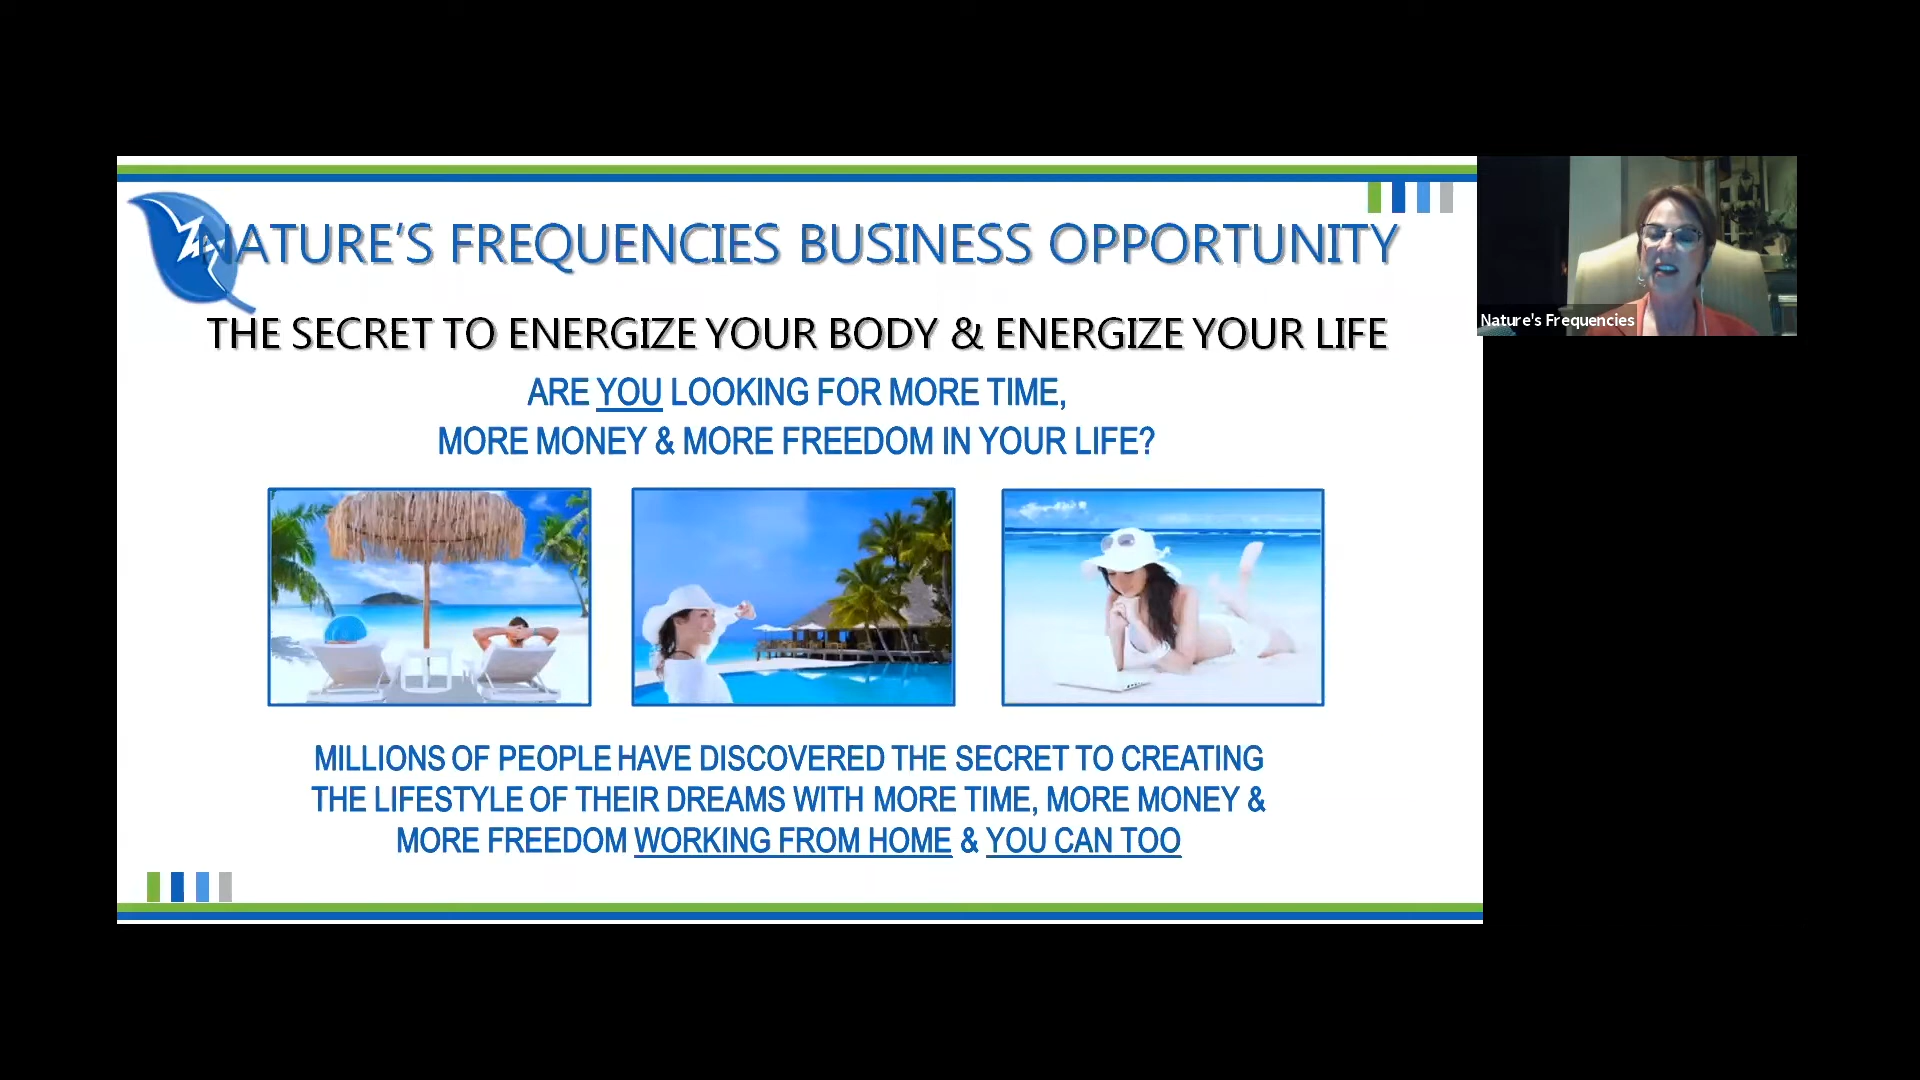 NATURE'S FREQUENCIES BUSINESS OPPORTUNITY
THE SECRET TO ENERGIZE YOUR BODY & ENERGIZE YOUR LIFE
ARE YOU LOOKING FOR MORE TIME,
MORE MONEY & MORE FREEDOM IN YOUR LIFE?
MILLIONS OF PEOPLE HAVE DISCOVERED THE SECRET TO CREATING
THE LIFESTYLE OF THEIR DREAMS WITH MORE TIME, MORE MONEY &
MORE FREEDOM WORKING FROM HOME & YOU CAN TOO
Nature's Frequencies